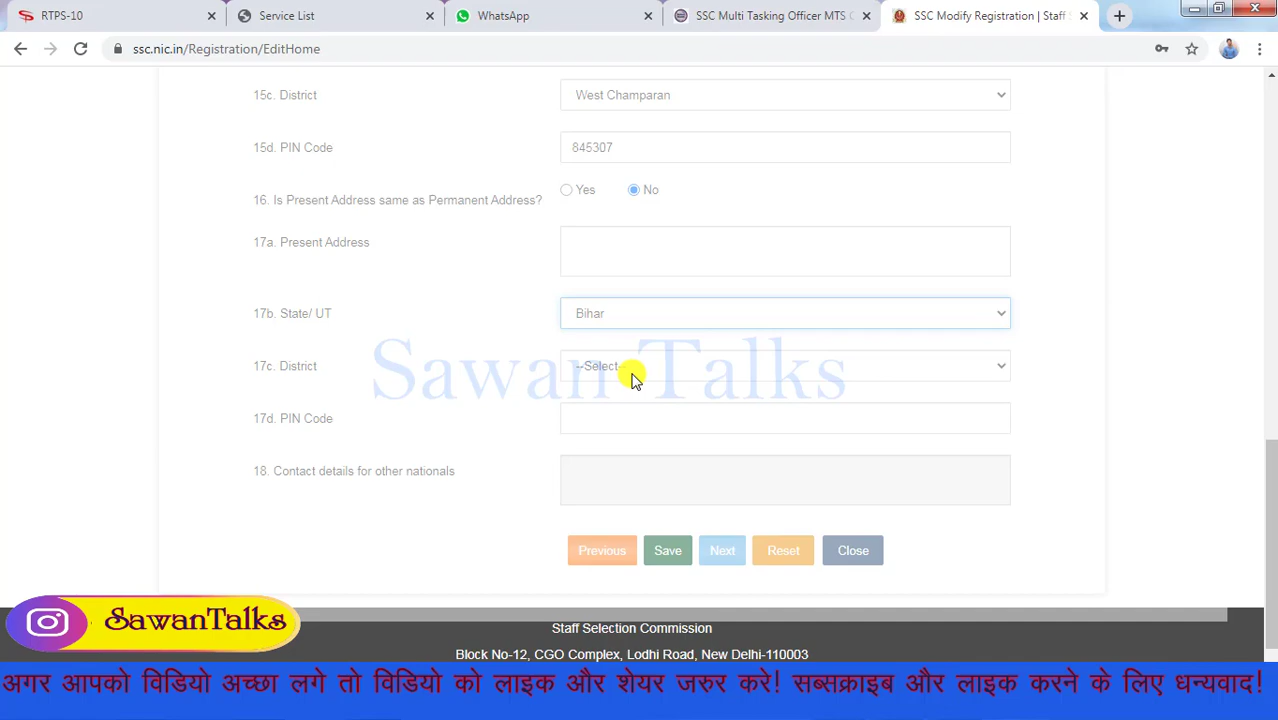 RTPS-10
Service List
WhatsApp
SSC Multi Tasking Officer MTS
SSC Modify Registration | Staff
ssc.nic.in/Registration/EditHome
15c. District
West Champaran
15d. PIN Code
845307
16. Is Present Address same as Permanent Address?
Yes
No
17a. Present Address
17b. State/ UT
Bihar
Sawan Talks
17c. District
--Select--
17d. PIN Code
18. Contact details for other nationals
Previous
Save
Next
Reset
Close
SawanTalks
Staff Selection Commission
Block No-12, CGO Complex, Lodhi Road, New Delhi-110003
अगर आपको विडियो अच्छा लगे तो विडियो को लाइक और शेयर जरुर करे! सब्सक्राइब और लाइक करने के लिए धन्यवाद!